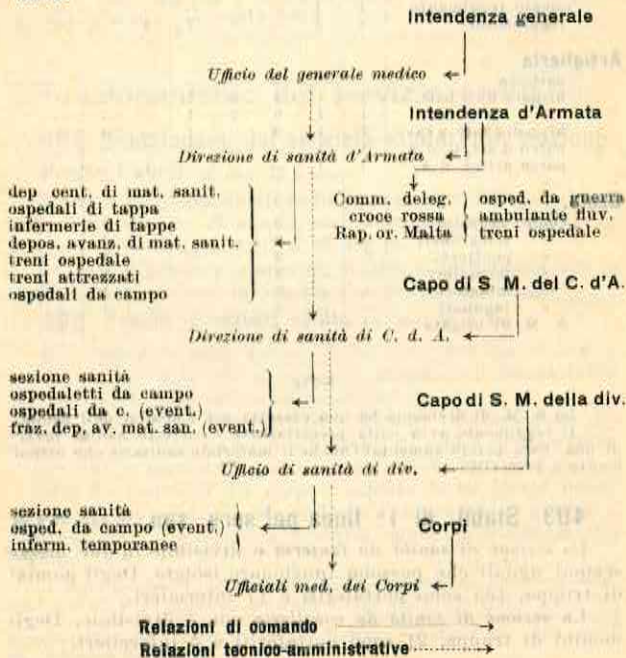 Intendenza generale
Ufficio del generale medico
Intendenza d'Armata
Direzione di sanità d'Armata
dep cent. di mat. sanit.
ospedali di tappa
infermerie di tappe
depos. avanz. di mat. sanit.
treni ospedale
treni attrezzati
ospedali da campo
Comm. deleg.
croce rossa
Rap. or. Malta
osped. da guerra
ambulante fluv.
treni ospedale
Capo di S. M. del C. d'A.
Direzione di sanità di C. d. A.
sezione sanità
ospedaletti da campo
ospedali da c. (event.)
fraz. dep. av. mat. san. (event.)
Capo di S. M. della div.
Ufficio di sanità di div.
sezione sanità
osped. da campo (event.)
inferm. temporanee
Corpi
Ufficiali med. dei Corpi
Relazioni di comando
Relazioni tecnico-amministrative